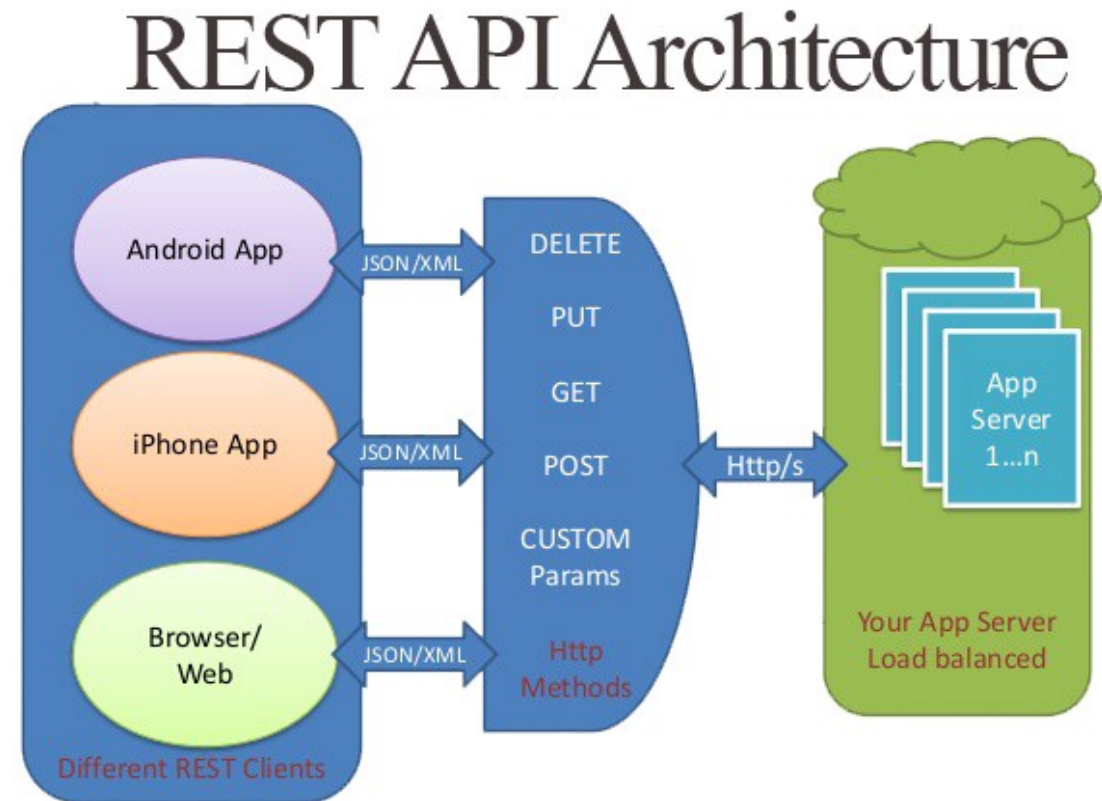 REST API Architecture
Android App
iPhone App
Browser/
Web
Different REST Clients
JSON/XML
JSON/XML
JSON/XML
DELETE
PUT
GET
POST
CUSTOM
Params
Http
Methods
Http/s
App
Server
1...n
Your App Server
Load balanced